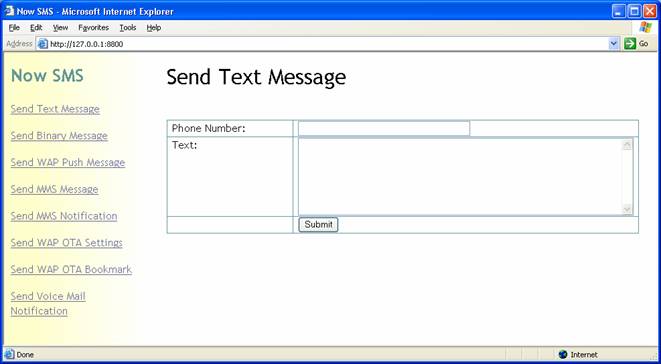 Now SMS - Microsoft Internet Explorer
File Edit View Favorites Tools Help
Address http://127.0.0.1:8800 Go
Now SMS
Send Text Message
Send Binary Message
Send WAP Push Message
Send MMS Message
Send MMS Notification
Send WAP OTA Settings
Send WAP OTA Bookmark
Send Voice Mail
Notification
Send Text Message
Phone Number:
Text:
Submit
Done Internet